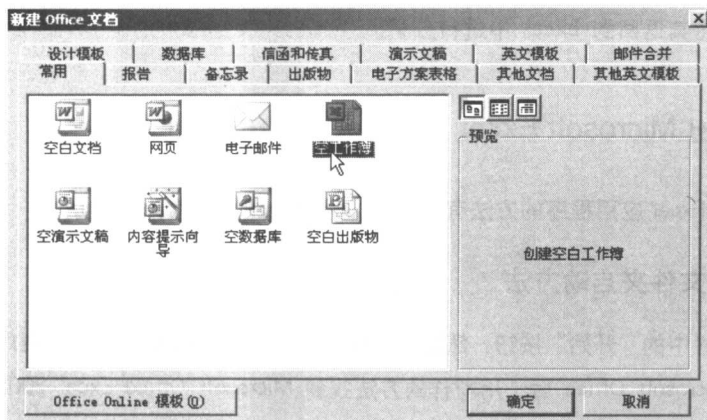 新建 Office 文档
设计模板 数据库 信函和传真 演示文稿 英文模板 邮件合并
常用 报告 备忘录 出版物 电子方案表格 其他文档 其他英文模板
空白文档 网页 电子邮件 空工作簿
预览
空演示文稿 内容提示向导 空数据库 空白出版物
创建空白工作簿
Office Online 模板(O) 确定 取消